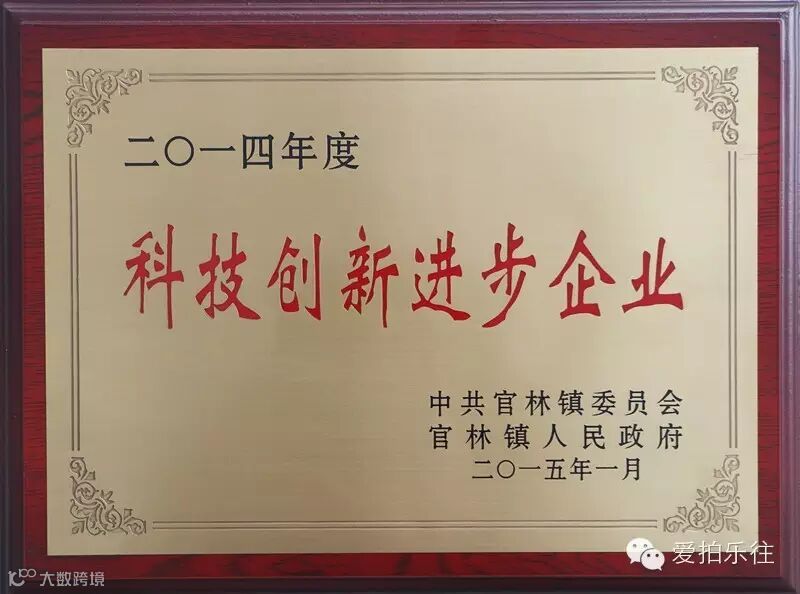 二〇一四年度
科技创新进步企业
中共官林镇委员会
官林镇人民政府
二〇一五年一月
爱拍乐往
大数跨境